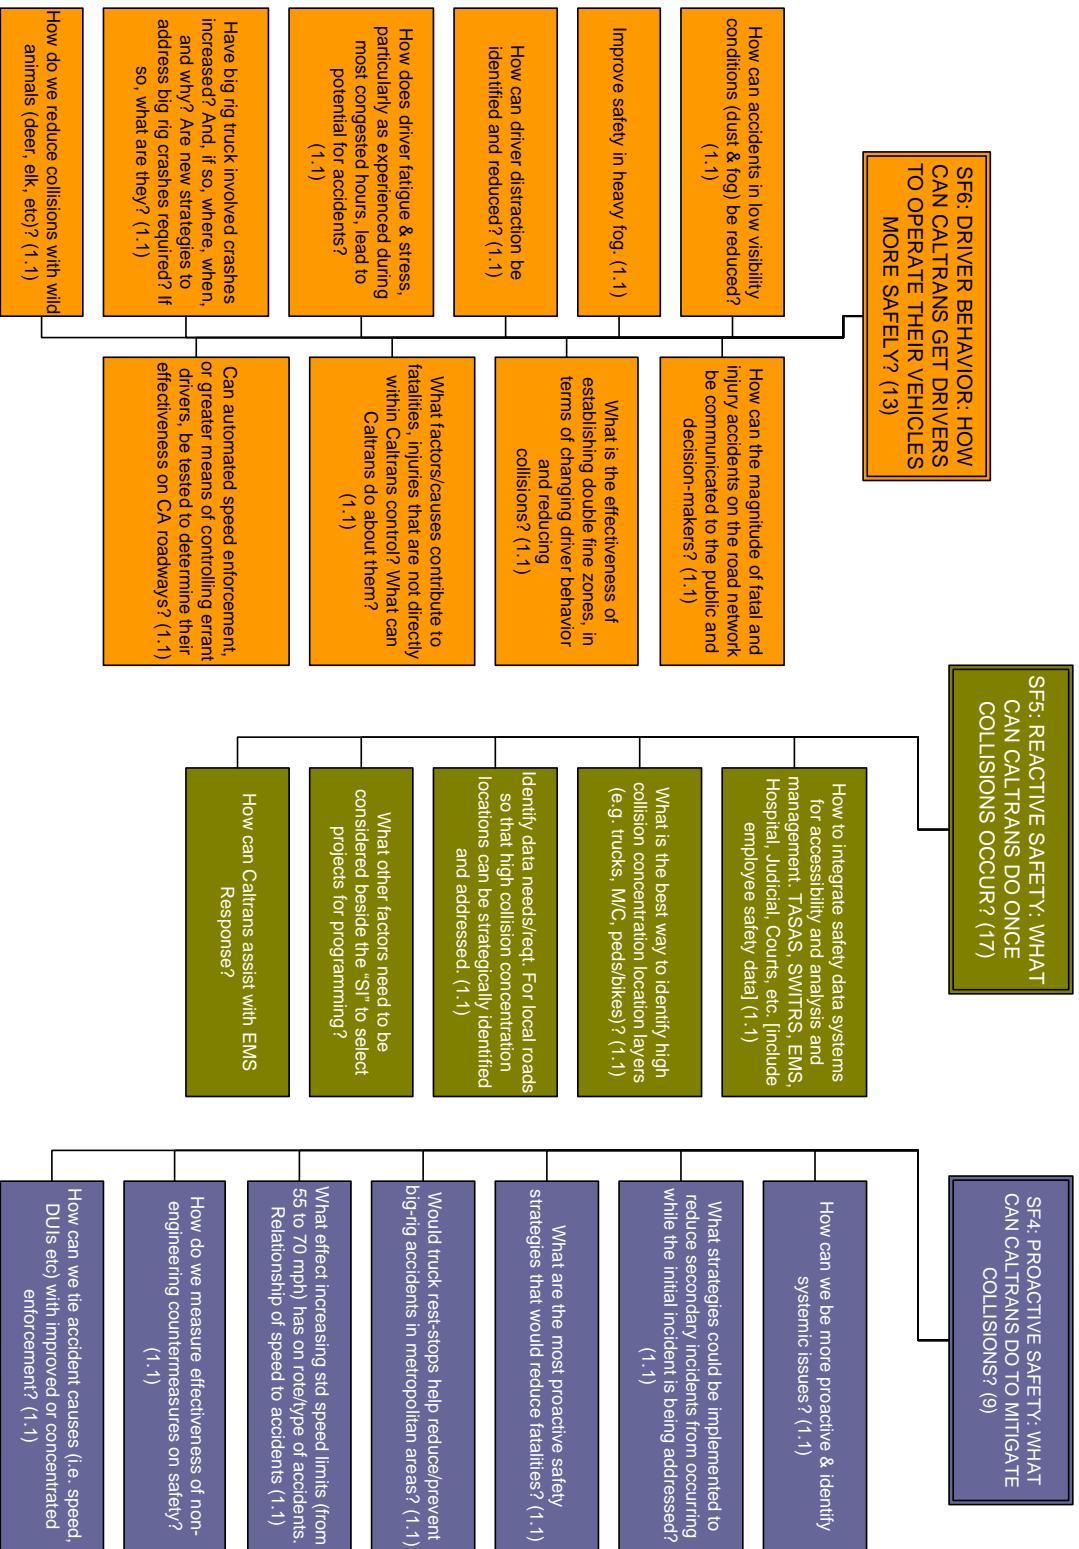 SF6: DRIVER BEHAVIOR: HOW
CAN CALTRANS GET DRIVERS
TO OPERATE THEIR VEHICLES
MORE SAFELY? (13)
How can accidents in low visibility
conditions (dust & fog) be reduced?
(1.1)
Improve safety in heavy fog. (1.1)
How can driver distraction be
identified and reduced? (1.1)
How does driver fatigue & stress,
particularly as experienced during
most congested hours, lead to
potential for accidents?
(1.1)
Have big rig truck involved crashes
increased? And, if so, where, when,
and why? Are new strategies to
address big rig crashes required? If
so, what are they? (1.1)
How do we reduce collisions with wild
animals (deer, elk, etc)? (1.1)
How can the magnitude of fatal and
injury accidents on the road network
be communicated to the public and
decision-makers? (1.1)
What is the effectiveness of
establishing double fine zones, in
terms of changing driver behavior
and reducing
collisions? (1.1)
What factors/causes contribute to
fatalities, injuries that are not directly
within Caltrans control? What can
Caltrans do about them?
(1.1)
Can automated speed enforcement,
or greater means of controlling errant
drivers, be tested to determine their
effectiveness on CA roadways? (1.1)
SF5: REACTIVE SAFETY: WHAT
CAN CALTRANS DO ONCE
COLLISIONS OCCUR? (17)
How to integrate safety data systems
for accessibility and analysis and
management. TASAS, SWITRS, EMS,
Hospital, Judicial, Courts, etc. [include
employee safety data] (1.1)
What is the best way to identify high
collision concentration location layers
(e.g. trucks, M/C, peds/bikes)? (1.1)
Identify data needs/reqt. For local roads
so that high collision concentration
locations can be strategically identified
and addressed. (1.1)
What other factors need to be
considered beside the “SI” to select
projects for programming?
How can Caltrans assist with EMS
Response?
SF4: PROACTIVE SAFETY: WHAT
CAN CALTRANS DO TO MITIGATE
COLLISIONS? (9)
How can we be more proactive & identify
systemic issues? (1.1)
What strategies could be implemented to
reduce secondary incidents from occurring
while the initial incident is being addressed?
(1.1)
What are the most proactive safety
strategies that would reduce fatalities? (1.1)
Would truck rest-stops help reduce/prevent
big-rig accidents in metropolitan areas? (1.1)
What effect increasing std speed limits (from
55 to 70 mph) has on rote/type of accidents.
Relationship of speed to accidents (1.1)
How do we measure effectiveness of non-
engineering countermeasures on safety?
(1.1)
How can we tie accident causes (i.e. speed,
DUIs etc) with improved or concentrated
enforcement? (1.1)